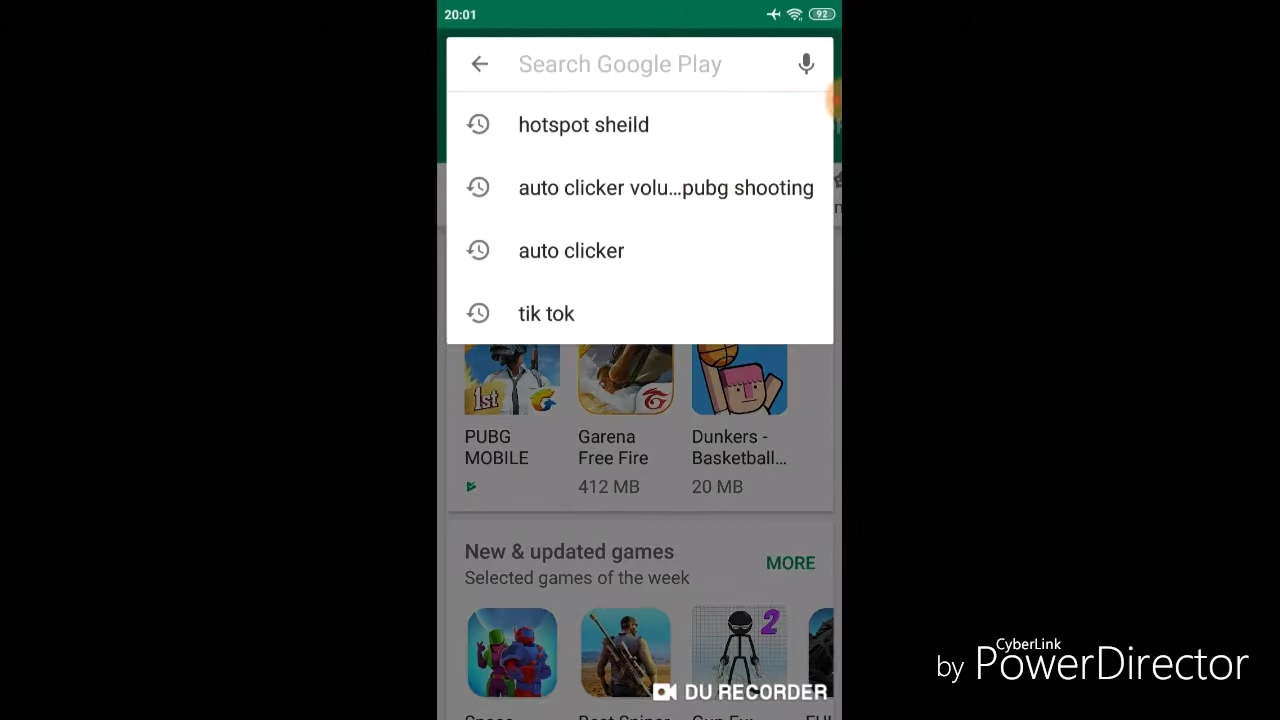 20:01
92
Search Google Play
hotspot sheild
auto clicker volu...pubg shooting
auto clicker
tik tok
1st
PUBG
MOBILE
Garena
Free Fire
412 MB
Dunkers -
Basketball...
20 MB
New & updated games
MORE
Selected games of the week
2
DU RECORDER
CyberLink
by PowerDirector